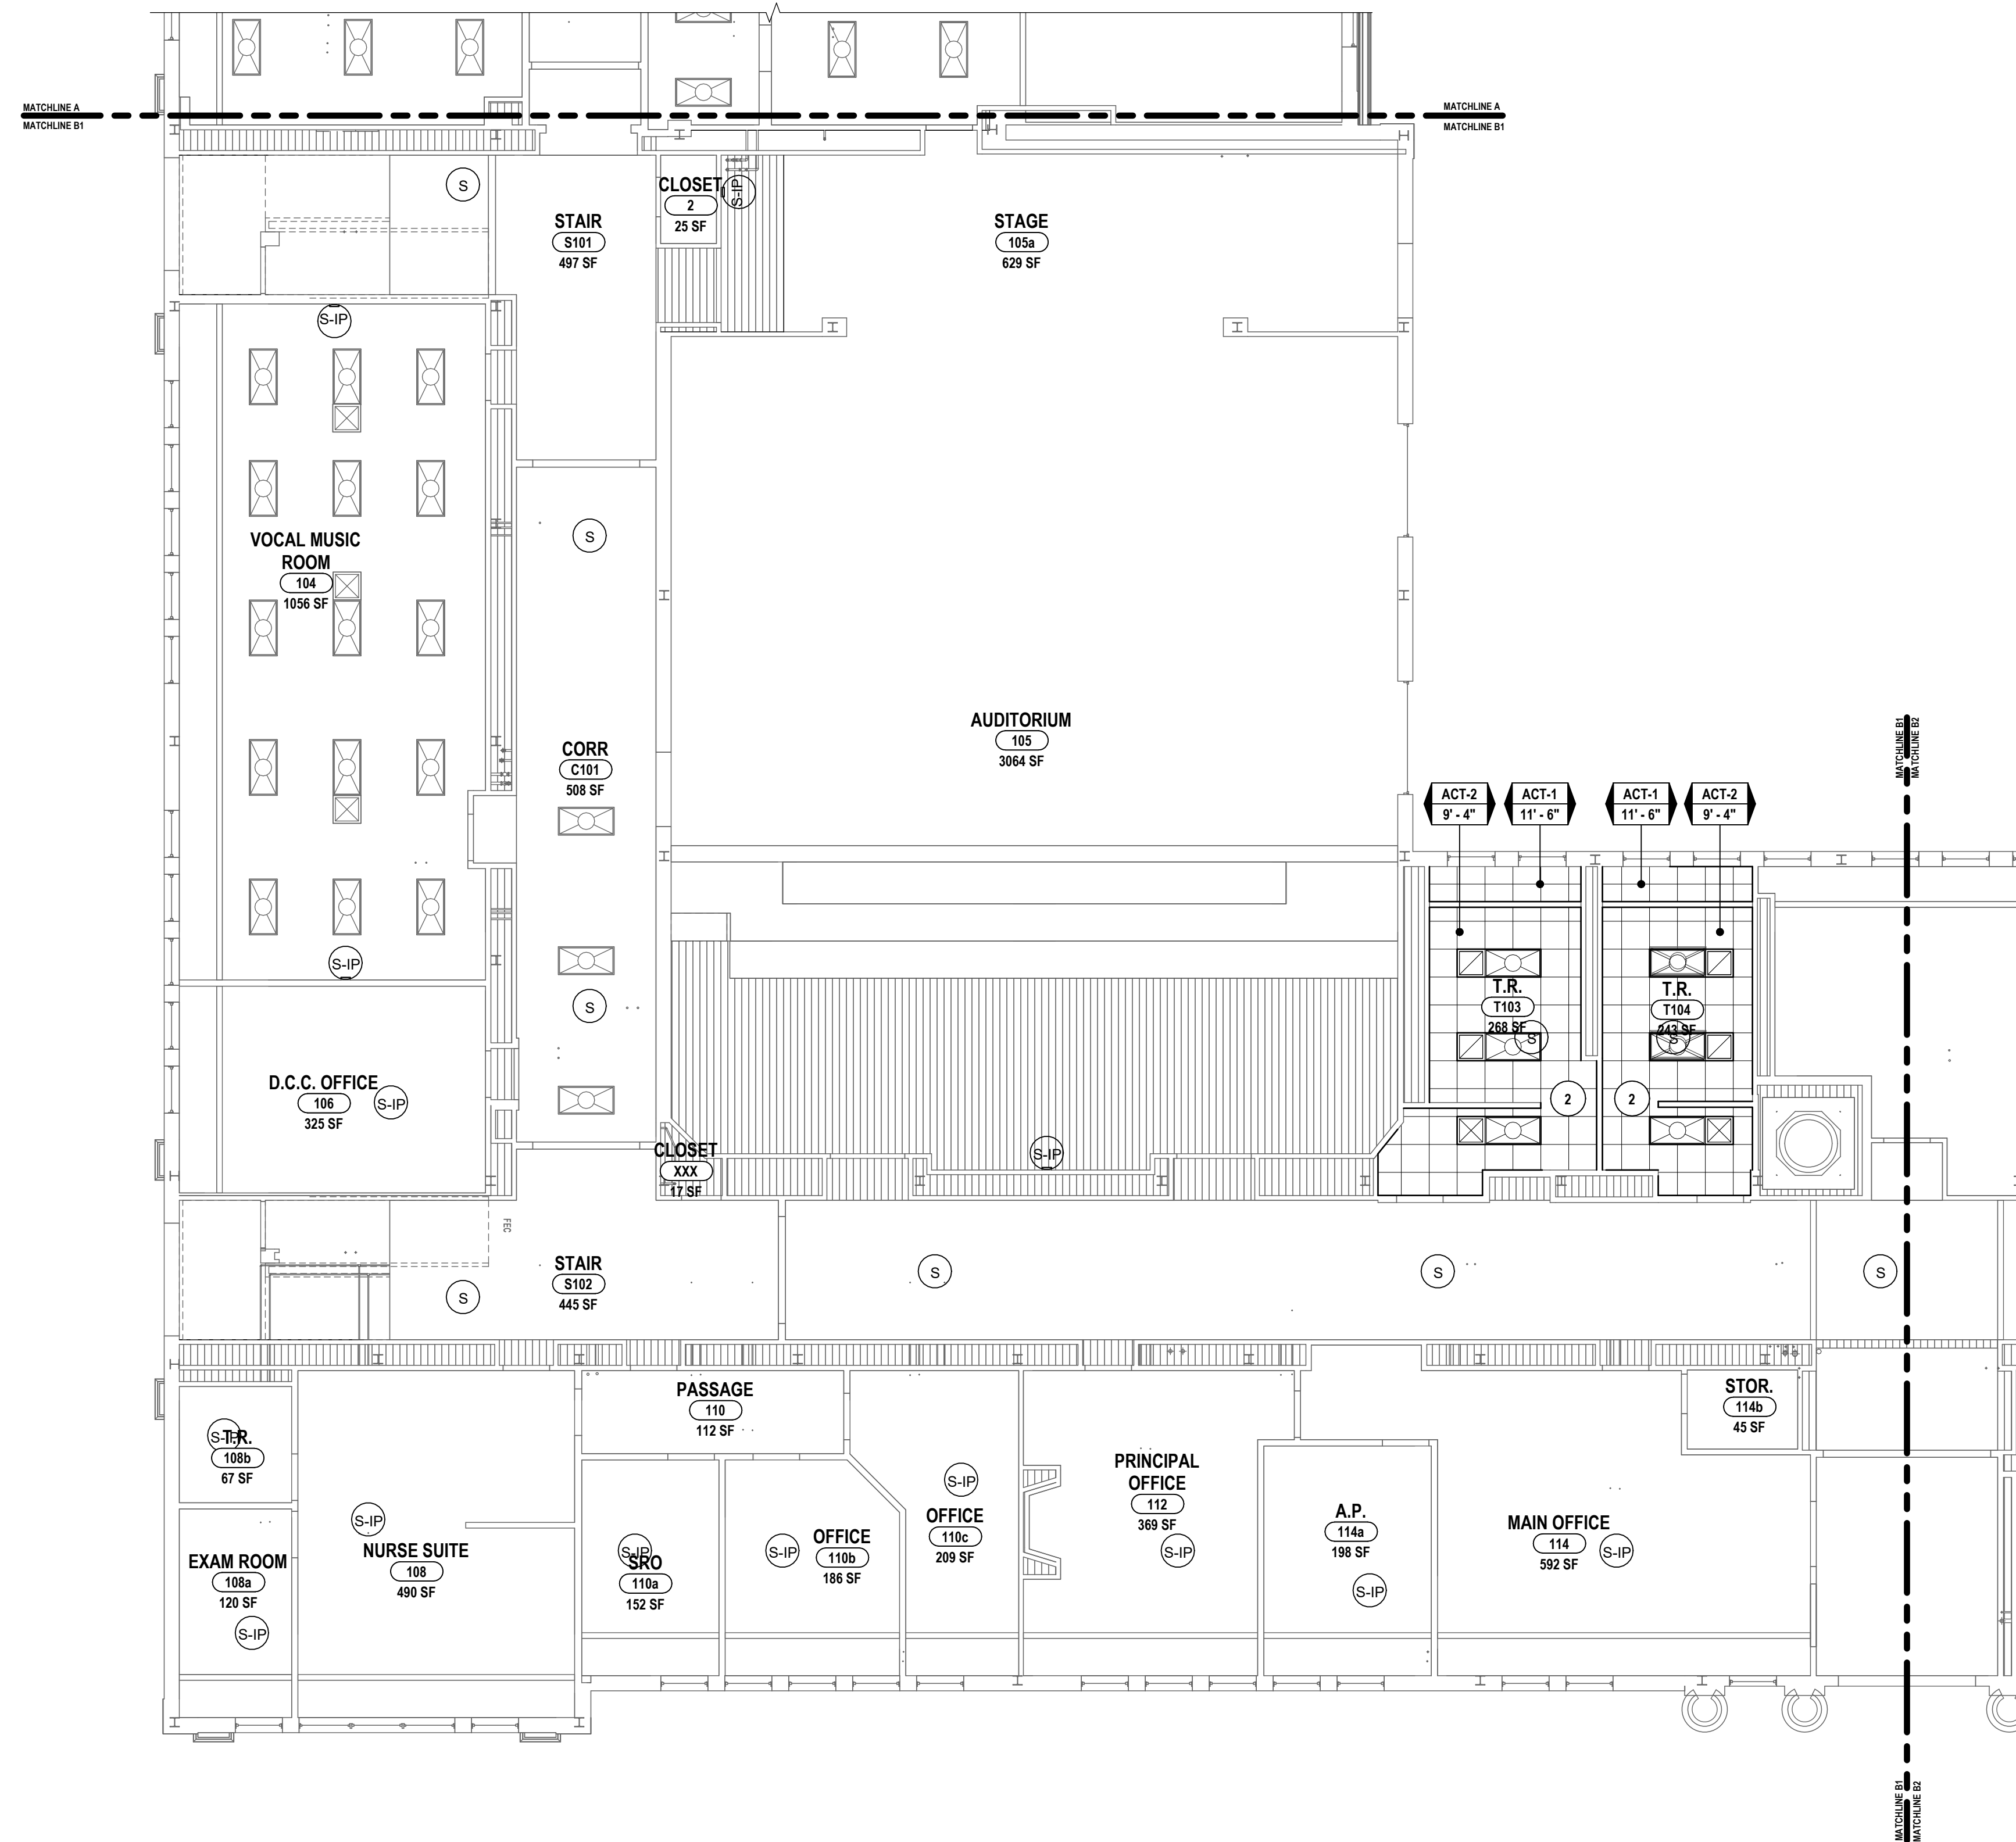 MATCHLINE A
MATCHLINE B1
MATCHLINE A
MATCHLINE B1
S
CLOSET
2
25 SF
S-IP
STAIR
S101
497 SF
STAGE
105a
629 SF
S-IP
VOCAL MUSIC
ROOM
104
1056 SF
S
AUDITORIUM
105
3064 SF
CORR
C101
508 SF
MATCHLINE B1
MATCHLINE B2
ACT-2
9' - 4"
ACT-1
11' - 6"
ACT-1
11' - 6"
ACT-2
9' - 4"
S-IP
S
T.R.
T103
268 SF
S
T.R.
T104
243 SF
S
2
2
D.C.C. OFFICE
106
325 SF
S-IP
CLOSET
XXX
17 SF
S-IP
FEC
STAIR
S102
445 SF
S
S
S
S
PASSAGE
110
112 SF
STOR.
114b
45 SF
S-IP
T.R.
108b
67 SF
S-IP
NURSE SUITE
108
490 SF
EXAM ROOM
108a
120 SF
S-IP
S-IP
SRO
110a
152 SF
S-IP
OFFICE
110b
186 SF
S-IP
OFFICE
110c
209 SF
PRINCIPAL
OFFICE
112
369 SF
S-IP
A.P.
114a
198 SF
S-IP
MAIN OFFICE
114
592 SF
S-IP
MATCHLINE B1
MATCHLINE B2